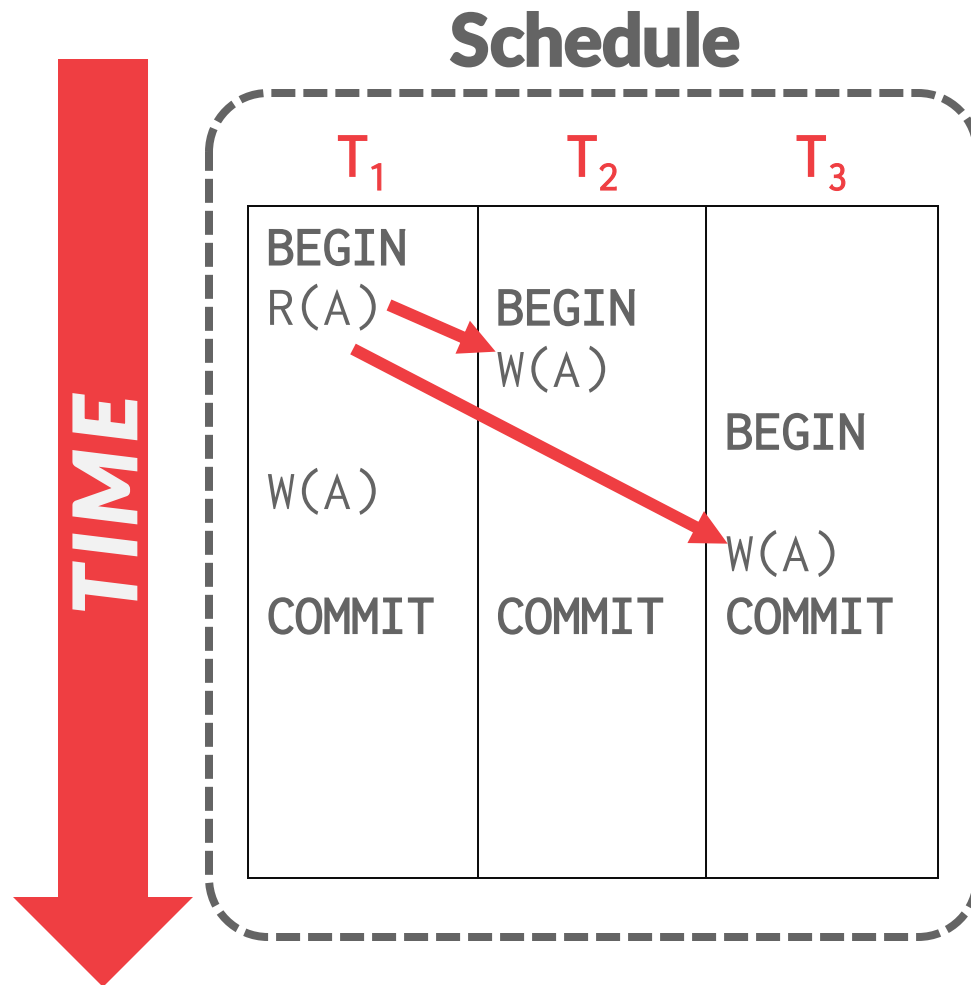 Schedule
TIME
T1 T2 T3
BEGIN
R(A) BEGIN
W(A)
BEGIN
W(A)
W(A)
COMMIT COMMIT COMMIT